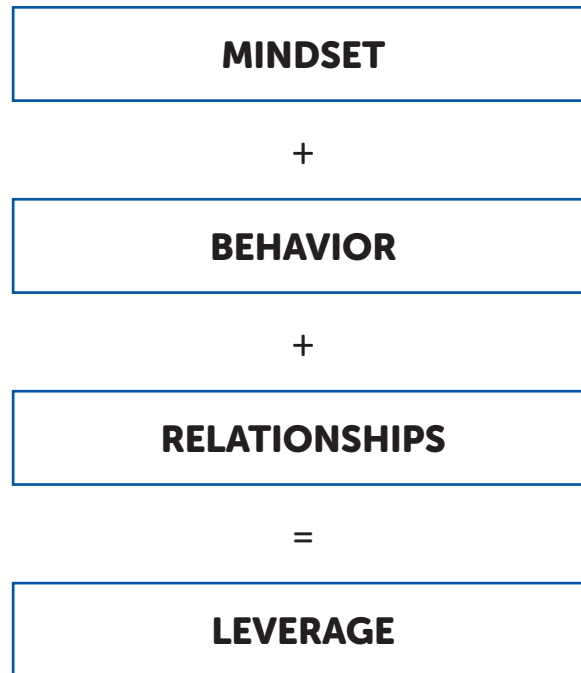 MINDSET
+
BEHAVIOR
+
RELATIONSHIPS
=
LEVERAGE